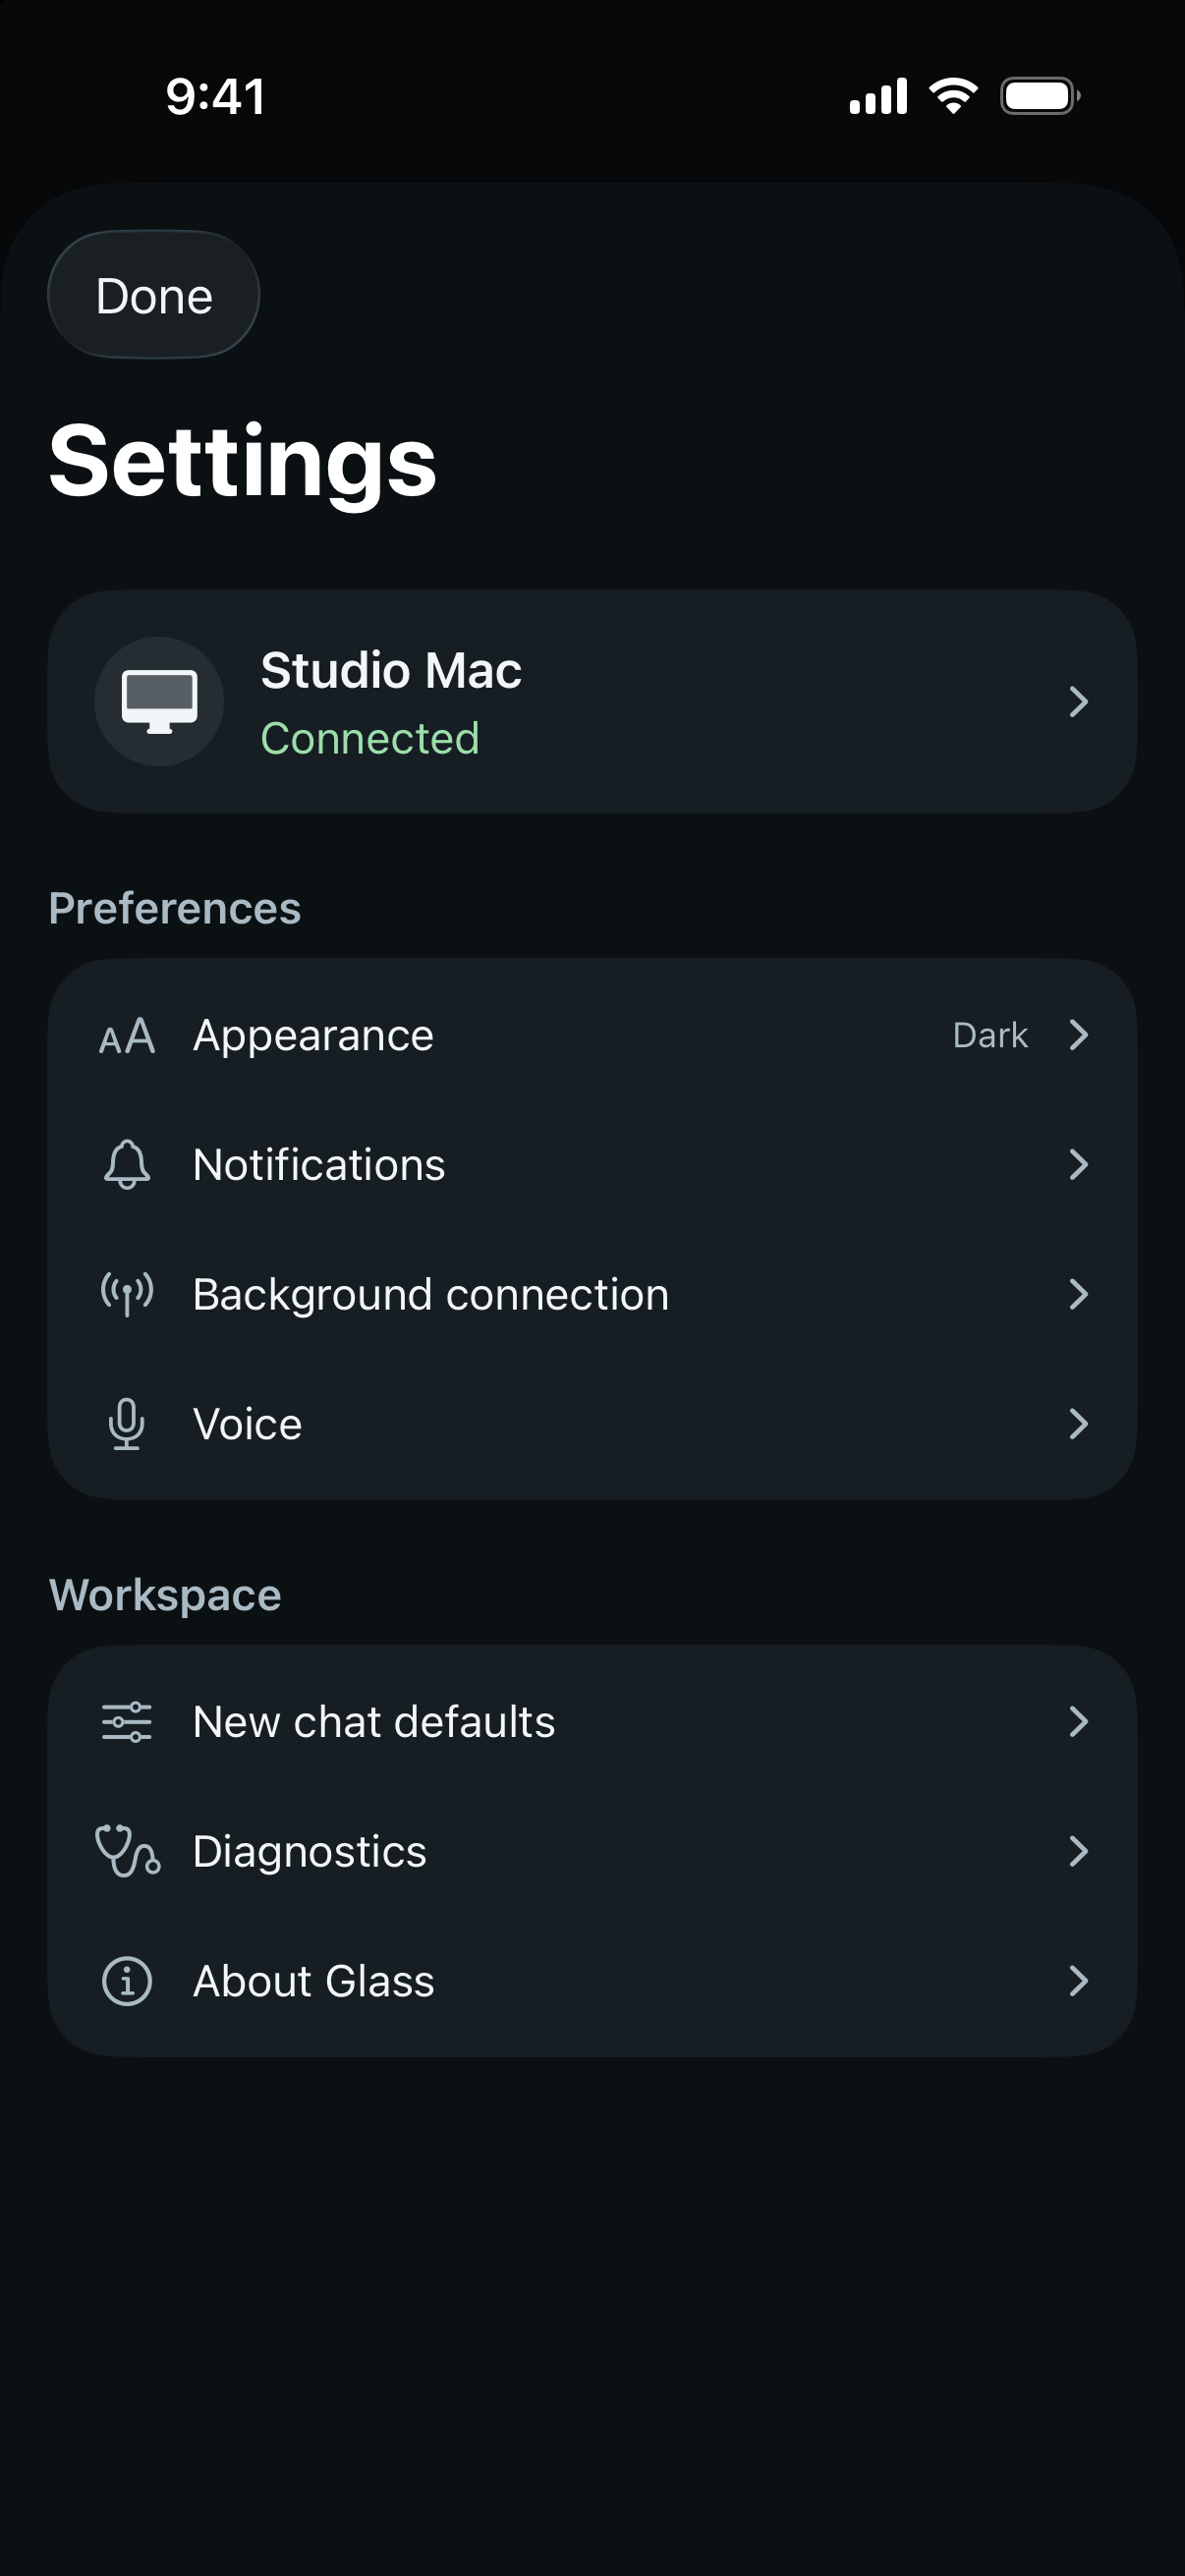 9:41
Done
Settings
Studio Mac
Connected
Preferences
Appearance Dark
Notifications
Background connection
Voice
Workspace
New chat defaults
Diagnostics
About Glass